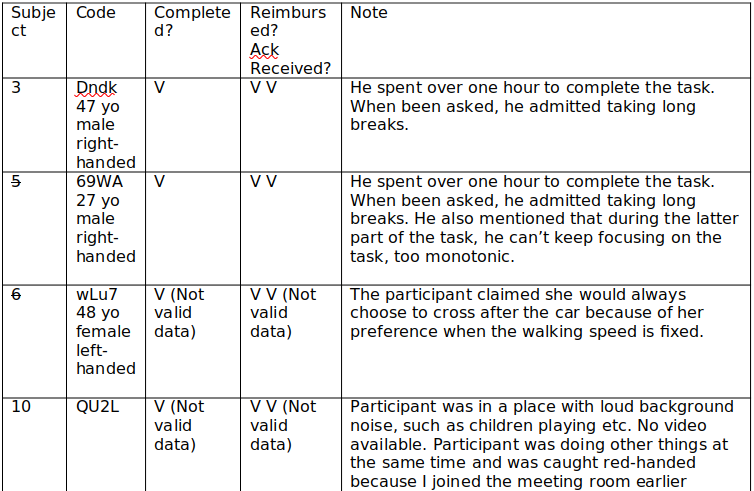 Subje Code Complete Reimburs Note
ct d? ed?
Ack
Received?
3 Dndk V V V He spent over one hour to complete the task.
47 yo When been asked, he admitted taking long
male breaks.
right-
handed
5 69WA V V V He spent over one hour to complete the task.
27 yo When been asked, he admitted taking long
male breaks. He also mentioned that during the latter
right- part of the task, he can’t keep focusing on the
handed task, too monotonic.
6 wLu7 V (Not V V (Not The participant claimed she would always
48 yo valid valid choose to cross after the car because of her
female data) data) preference when the walking speed is fixed.
left-
handed
10 QU2L V (Not V V (Not Participant was in a place with loud background
valid valid noise, such as children playing etc. No video
data) data) available. Participant was doing other things at
the same time and was caught red-handed
because I joined the meeting room earlier